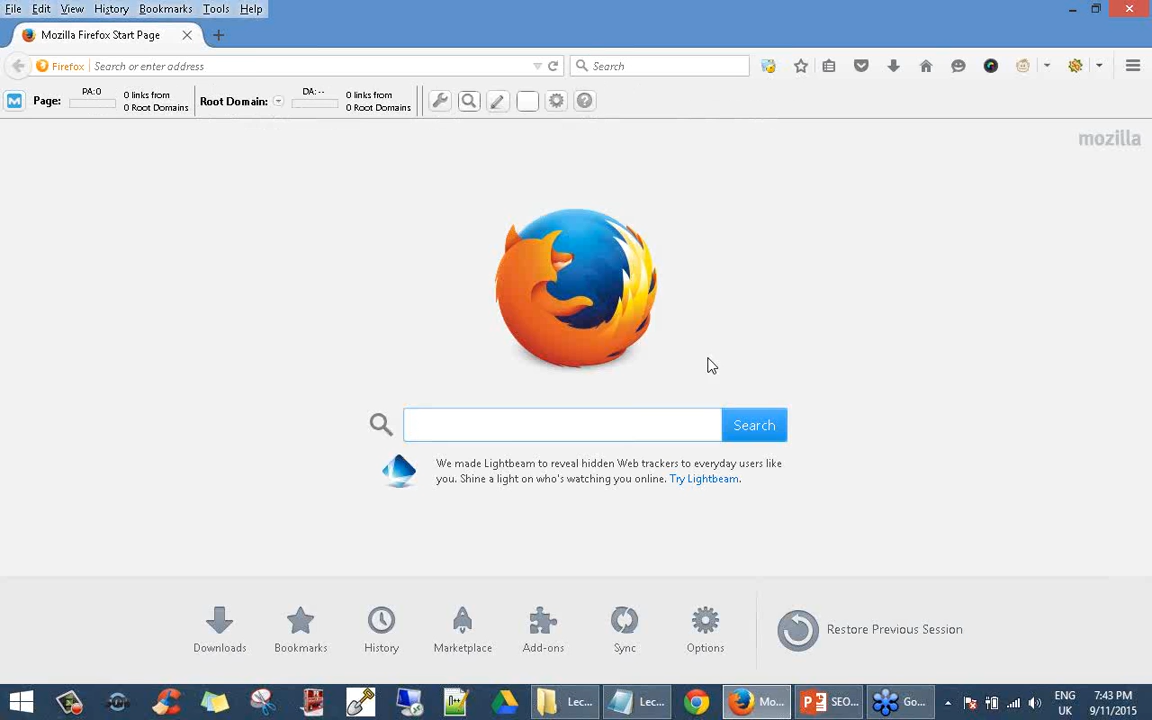 File Edit View History Bookmarks Tools Help
Mozilla Firefox Start Page
Firefox Search or enter address Search
Page: PA:0 0 links from
0 Root Domains
Root Domain: DA:-- 0 links from
0 Root Domains
mozilla
Search
We made Lightbeam to reveal hidden Web trackers to everyday users like
you. Shine a light on who's watching you online. Try Lightbeam.
Downloads Bookmarks History Marketplace Add-ons Sync Options Restore Previous Session
Lec... Lec... Mo... SEO... Go...
ENG
UK
7:43 PM
9/11/2015